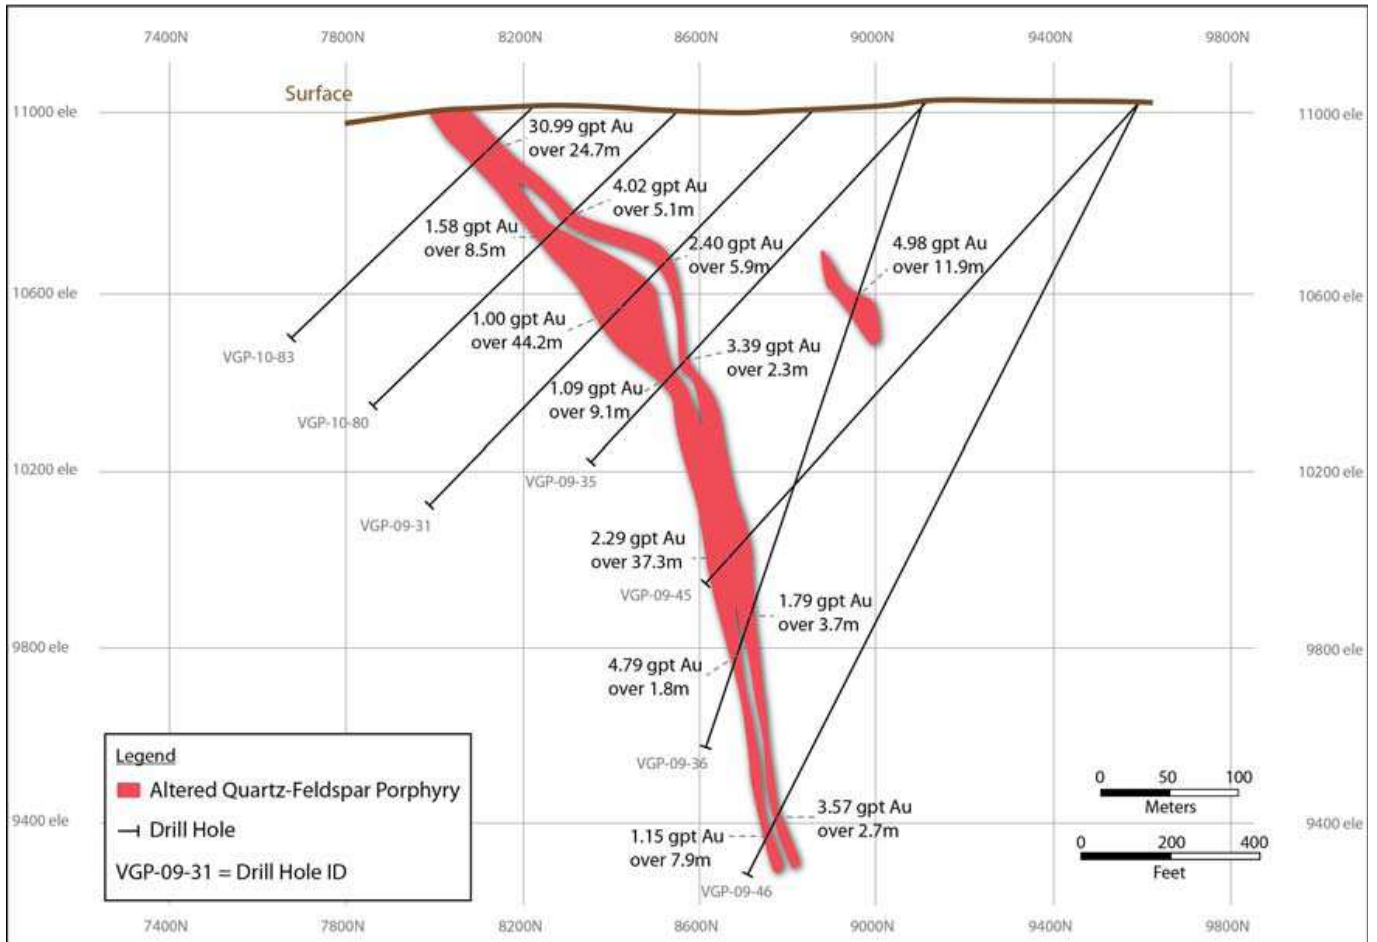 7400N 7800N 8200N 8600N 9000N 9400N 9800N
Surface
11000 ele
11000 ele
30.99 gpt Au
over 24.7m
4.02 gpt Au
over 5.1m
1.58 gpt Au
over 8.5m
2.40 gpt Au
over 5.9m
4.98 gpt Au
over 11.9m
10600 ele
10600 ele
1.00 gpt Au
over 44.2m
VGP-10-83
3.39 gpt Au
over 2.3m
1.09 gpt Au
over 9.1m
VGP-10-80
10200 ele
10200 ele
VGP-09-35
VGP-09-31
2.29 gpt Au
over 37.3m
VGP-09-45
1.79 gpt Au
over 3.7m
9800 ele
9800 ele
4.79 gpt Au
over 1.8m
VGP-09-36
Legend
Altered Quartz-Feldspar Porphyry
Drill Hole
VGP-09-31 = Drill Hole ID
0 50 100
Meters
0 200 400
Feet
9400 ele
9400 ele
3.57 gpt Au
over 2.7m
1.15 gpt Au
over 7.9m
VGP-09-46
7400N 7800N 8200N 8600N 9000N 9400N 9800N